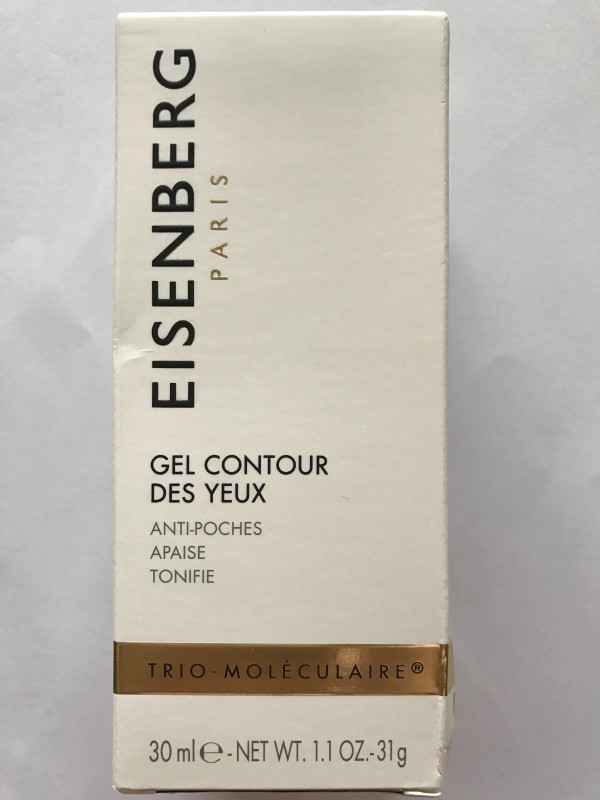 EISENBERG
PARIS
GEL CONTOUR
DES YEUX
ANTI-POCHES
APAISE
TONIFIE
TRIO-MOLÉCULAIRE®
30 ml ℮ - NET WT. 1.1 OZ.-31g